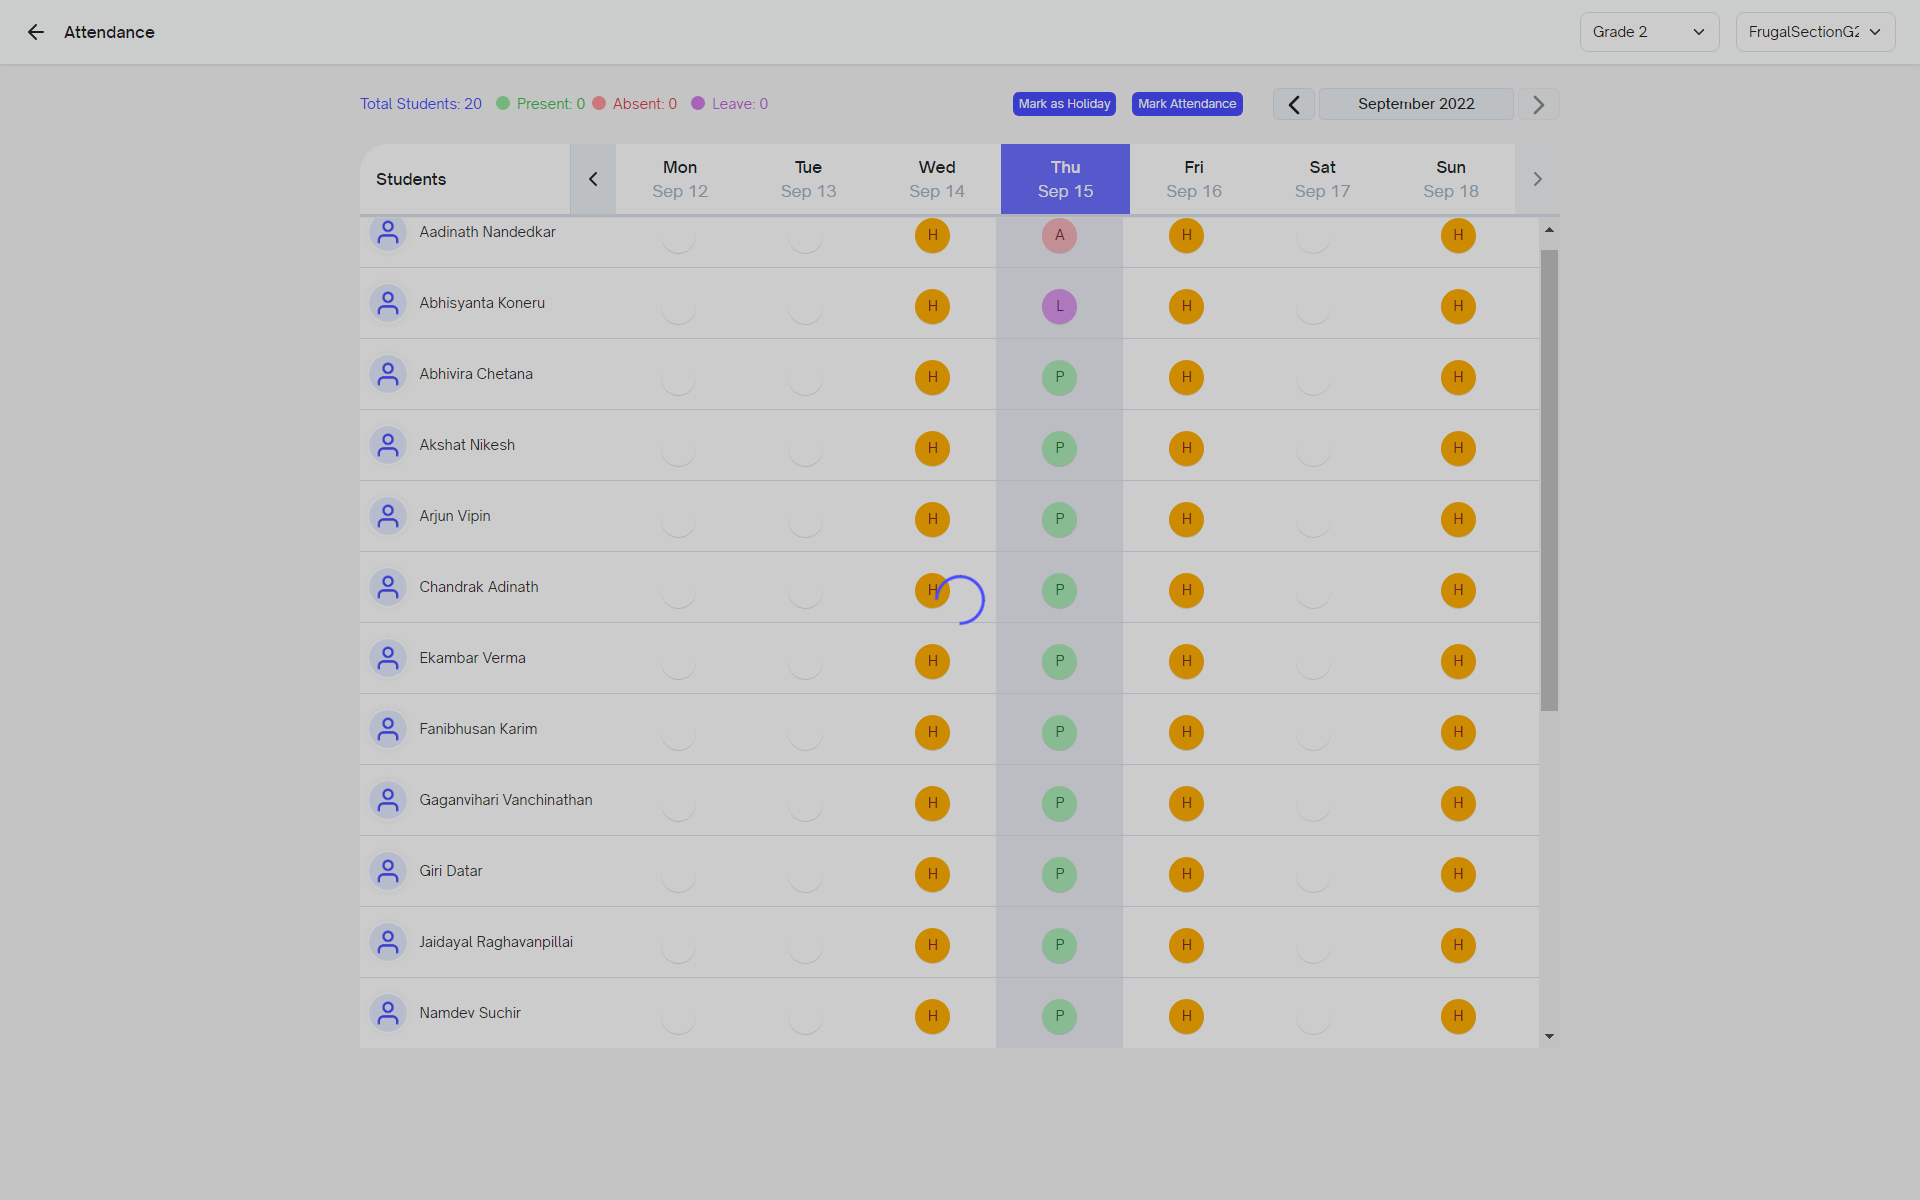 Attendance
Grade 2
FrugalSectionG2
Total Students: 20 Present: 0 Absent: 0 Leave: 0
Mark as Holiday
Mark Attendance
September 2022
Students
Mon Tue Wed Thu Fri Sat Sun
Sep 12 Sep 13 Sep 14 Sep 15 Sep 16 Sep 17 Sep 18
Aadinath Nandedkar H A H H
Abhisyanta Koneru H L H H
Abhivira Chetana H P H H
Akshat Nikesh H P H H
Arjun Vipin H P H H
Chandrak Adinath H P H H
Ekambar Verma H P H H
Fanibhusan Karim H P H H
Gaganvihari Vanchinathan H P H H
Giri Datar H P H H
Jaidayal Raghavanpillai H P H H
Namdev Suchir H P H H